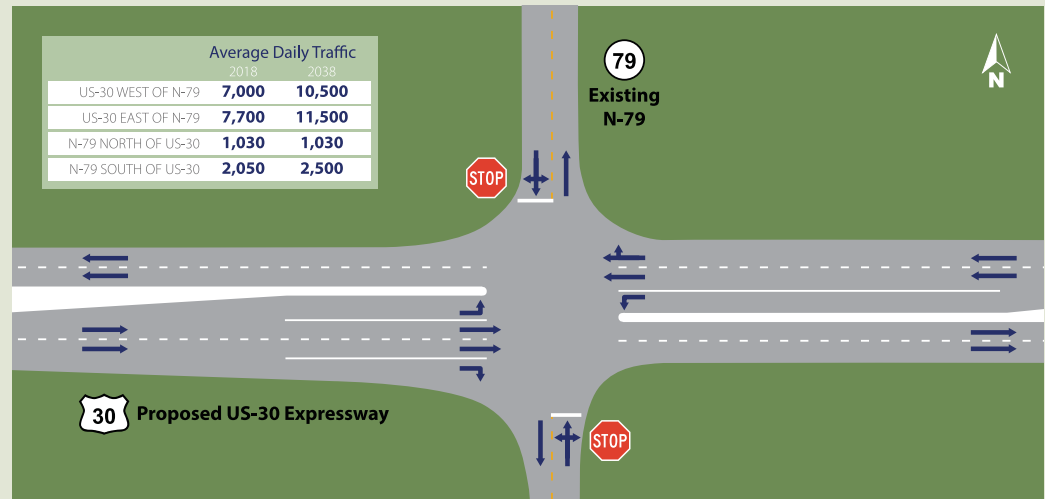 Average Daily Traffic
2018 2038
US-30 WEST OF N-79 7,000 10,500
US-30 EAST OF N-79 7,700 11,500
N-79 NORTH OF US-30 1,030 1,030
N-79 SOUTH OF US-30 2,050 2,500
79
Existing
N-79
N
STOP
30 Proposed US-30 Expressway
STOP